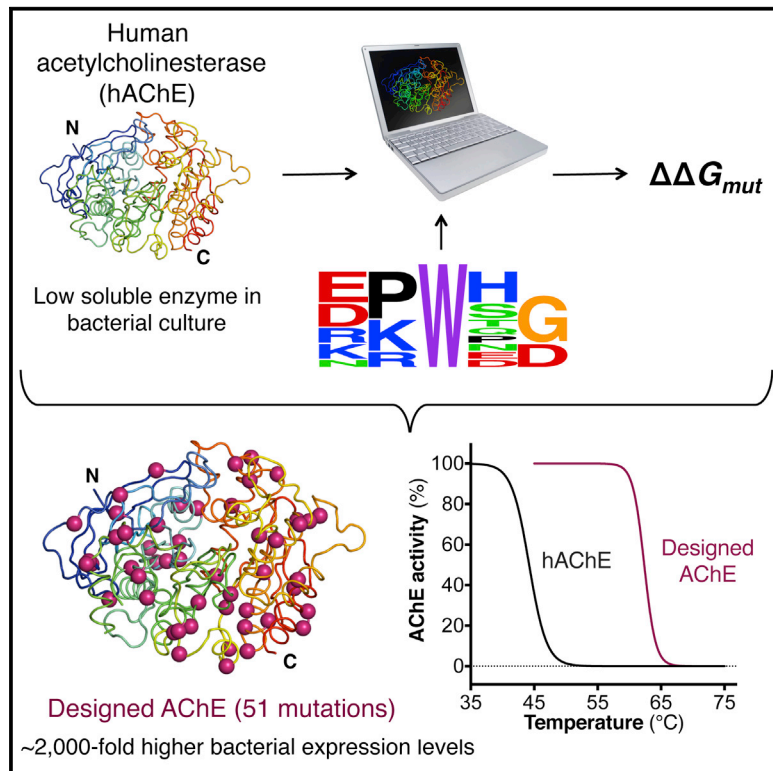 Human
acetylcholinesterase
(hAChE)
N
C
Low soluble enzyme in
bacterial culture
ΔΔGmut
E P W H
D K S G
R R T D
K G
N P
N
E
D
N
C
Designed AChE (51 mutations)
~2,000-fold higher bacterial expression levels
AChE activity (%)
100
80
60
40
20
0
hAChE
Designed
AChE
35 45 55 65 75
Temperature (°C)